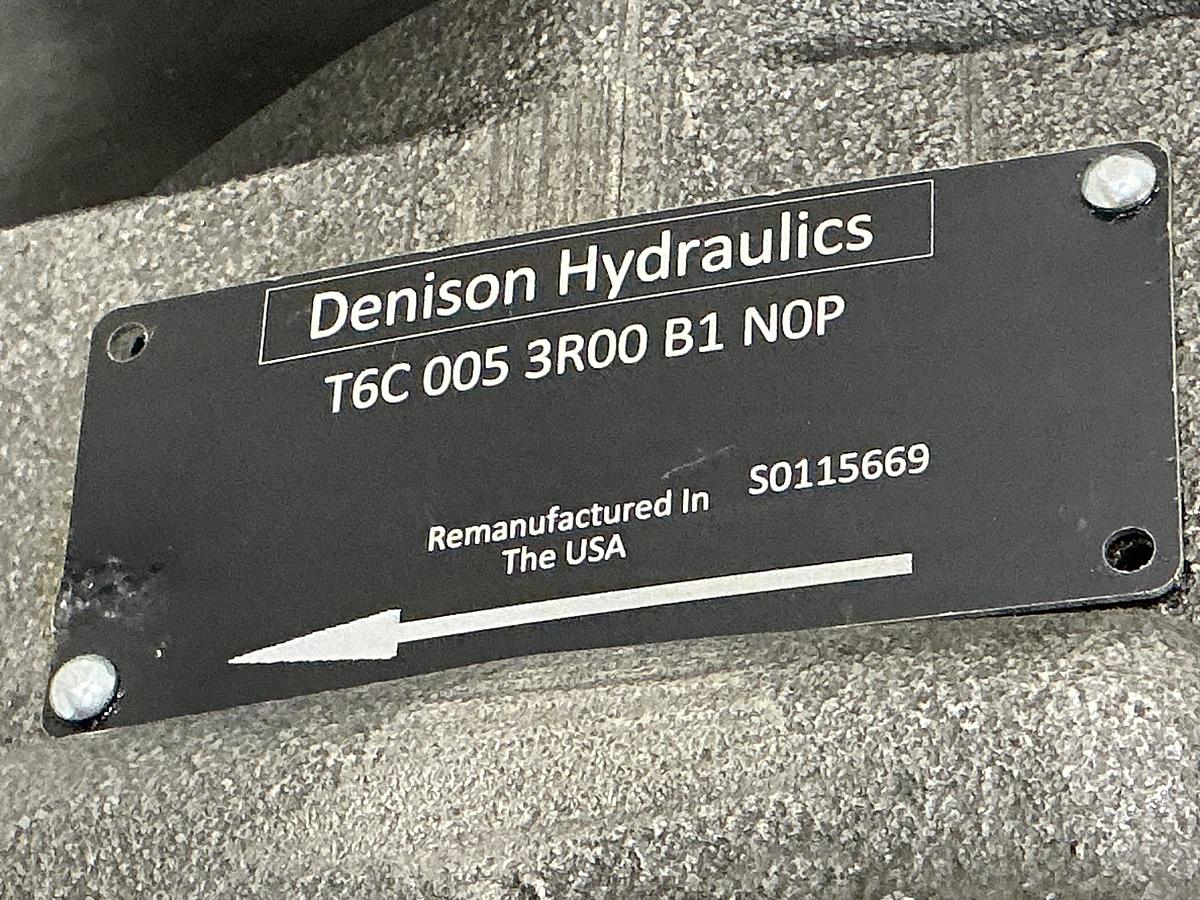 Denison Hydraulics
T6C 005 3R00 B1 N0P
S0115669
Remanufactured In
The USA